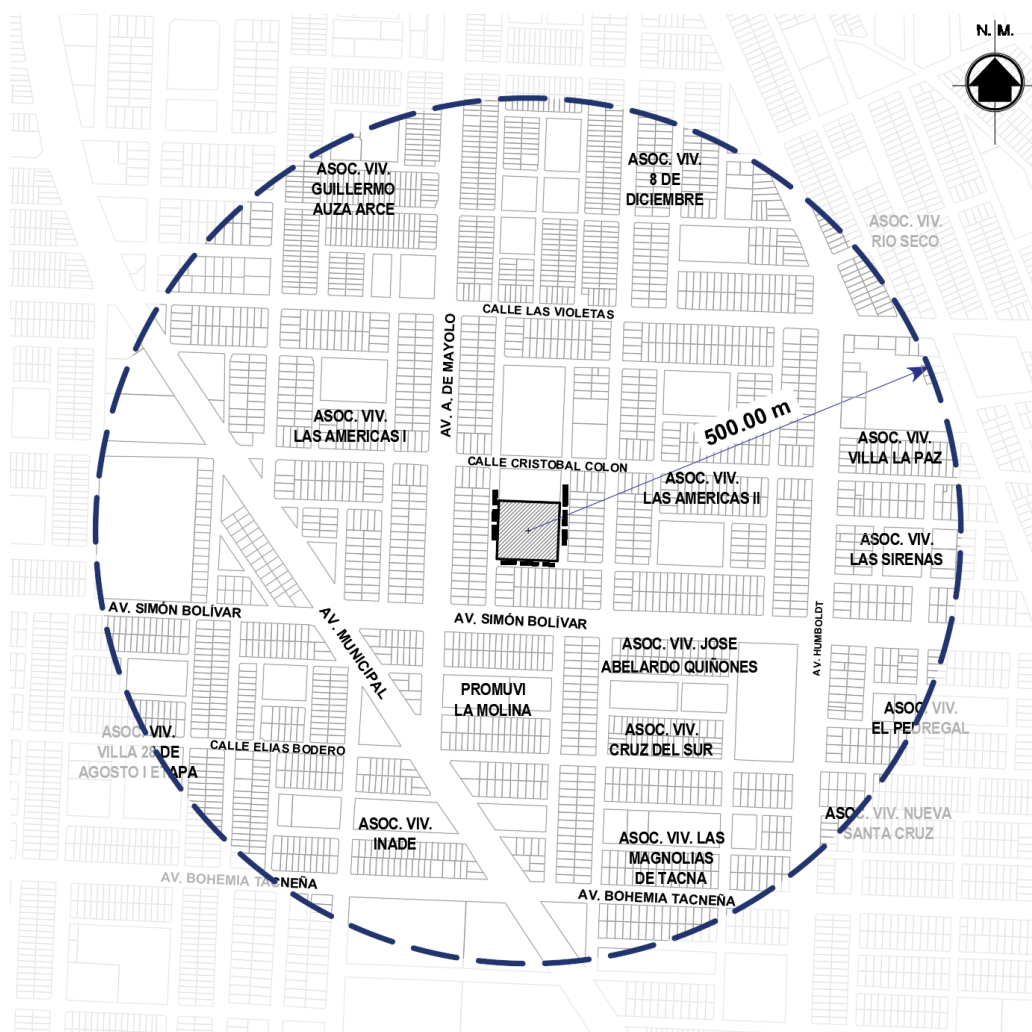 N. M.
ASOC. VIV.
GUILLERMO
AUZA ARCE
ASOC. VIV.
8 DE
DICIEMBRE
ASOC. VIV.
RIO SECO
CALLE LAS VIOLETAS
AV. A. DE MAYOLO
500.00 m
ASOC. VIV.
LAS AMERICAS I
ASOC. VIV.
VILLA LA PAZ
CALLE CRISTOBAL COLON
ASOC. VIV.
LAS AMERICAS II
ASOC. VIV.
LAS SIRENAS
AV. SIMÓN BOLÍVAR
AV. MUNICIPAL
AV. SIMÓN BOLÍVAR
AV. HUMBOLDT
ASOC. VIV. JOSE
ABELARDO QUIÑONES
PROMUVI
LA MOLINA
ASOC. VIV.
EL PEDREGAL
ASOC. VIV.
VILLA 28 DE
AGOSTO I ETAPA
CALLE ELIAS BODERO
ASOC. VIV.
CRUZ DEL SUR
ASOC. VIV.
INADE
ASOC. VIV. NUEVA
SANTA CRUZ
ASOC. VIV. LAS
MAGNOLIAS
DE TACNA
AV. BOHEMIA TACNEÑA
AV. BOHEMIA TACNEÑA